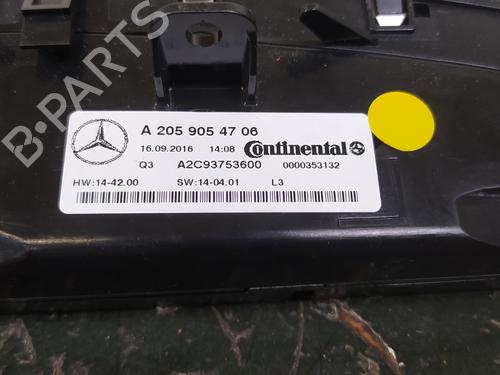 A 205 905 47 06
16.09.2016 14:08 Continental
Q3 A2C93753600 0000353132
HW:14-42.00 SW:14-04.01 L3
B-PARTS